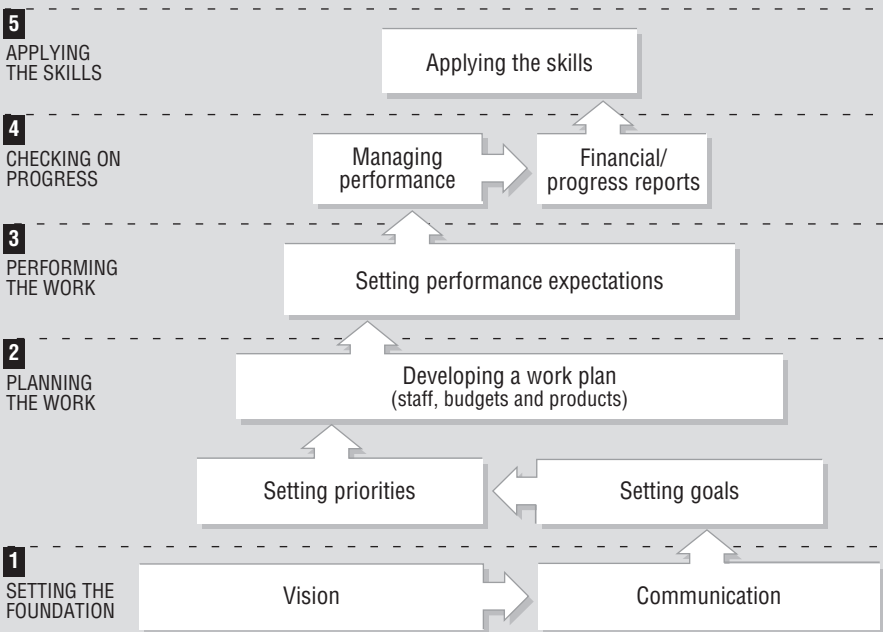 5
APPLYING
THE SKILLS
Applying the skills
4
CHECKING ON
PROGRESS
Managing
performance
Financial/
progress reports
3
PERFORMING
THE WORK
Setting performance expectations
2
PLANNING
THE WORK
Developing a work plan
(staff, budgets and products)
Setting priorities
Setting goals
1
SETTING THE
FOUNDATION
Vision
Communication